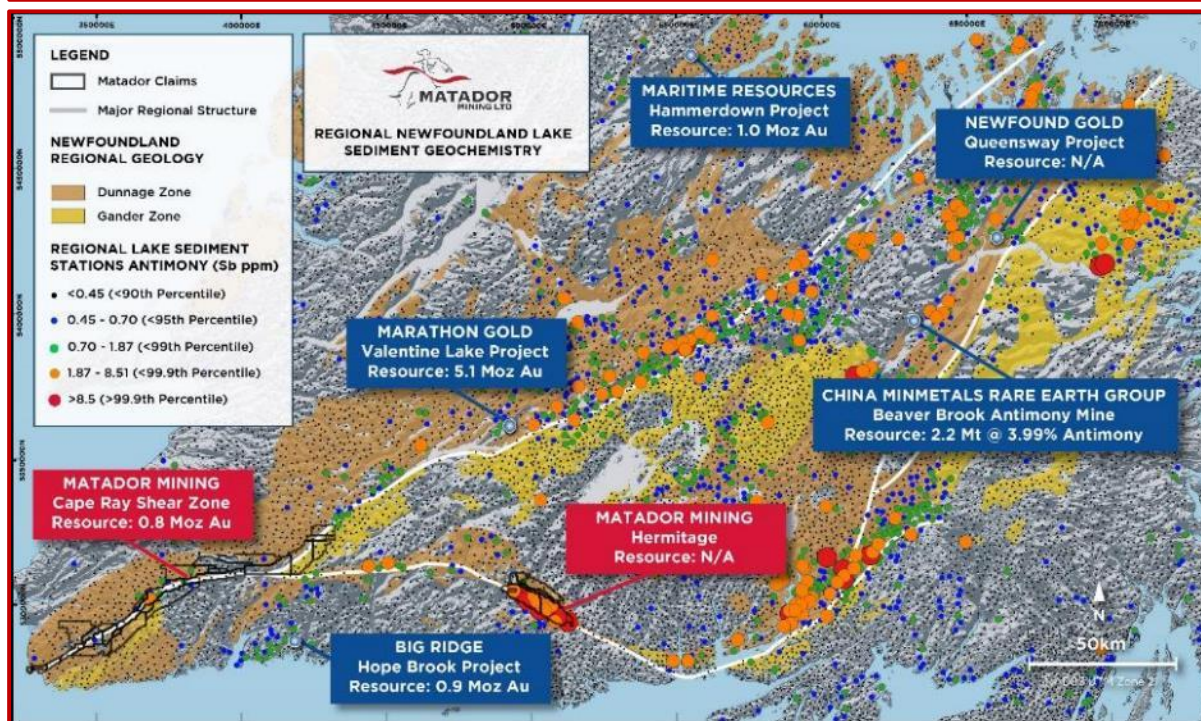 350000E 400000E
600000E
LEGEND
Matador Claims
Major Regional Structure
NEWFOUNDLAND
REGIONAL GEOLOGY
Dunnage Zone
Gander Zone
REGIONAL LAKE SEDIMENT
STATIONS ANTIMONY (Sb ppm)
<0.45 (<90th Percentile)
0.45 - 0.70 (<95th Percentile)
0.70 - 1.87 (<99th Percentile)
1.87 - 8.51 (<99.9th Percentile)
>8.5 (>99.9th Percentile)
MATADOR
MINING LTD
REGIONAL NEWFOUNDLAND LAKE
SEDIMENT GEOCHEMISTRY
MARITIME RESOURCES
Hammerdown Project
Resource: 1.0 Moz Au
NEWFOUND GOLD
Queensway Project
Resource: N/A
MARATHON GOLD
Valentine Lake Project
Resource: 5.1 Moz Au
CHINA MINMETALS RARE EARTH GROUP
Beaver Brook Antimony Mine
Resource: 2.2 Mt @ 3.99% Antimony
MATADOR MINING
Cape Ray Shear Zone
Resource: 0.8 Moz Au
MATADOR MINING
Hermitage
Resource: N/A
BIG RIDGE
Hope Brook Project
Resource: 0.9 Moz Au
N
50km